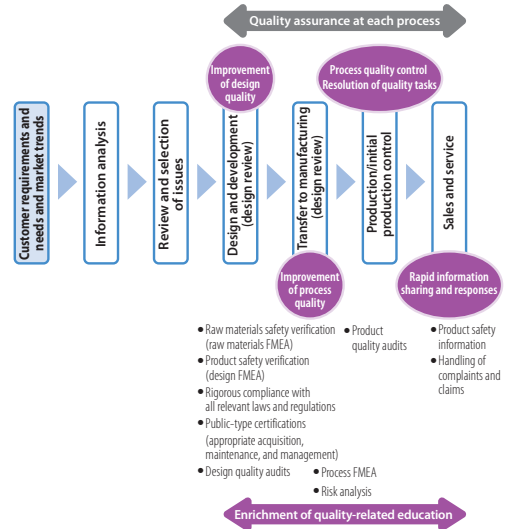 Quality assurance at each process
Improvement
of design
quality
Process quality control
Resolution of quality tasks
Customer requirements and
needs and market trends
Information analysis
Review and selection
of issues
Design and development
(design review)
Transfer to manufacturing
(design review)
Production/initial
production control
Sales and service
Improvement
of process
quality
Rapid information
sharing and responses
● Raw materials safety verification
(raw materials FMEA)
● Product safety verification
(design FMEA)
● Rigorous compliance with
all relevant laws and regulations
● Public-type certifications
(appropriate acquisition,
maintenance, and management)
● Design quality audits
● Process FMEA
● Risk analysis
● Product
quality audits
● Product safety
information
● Handling of
complaints and
claims
Enrichment of quality-related education